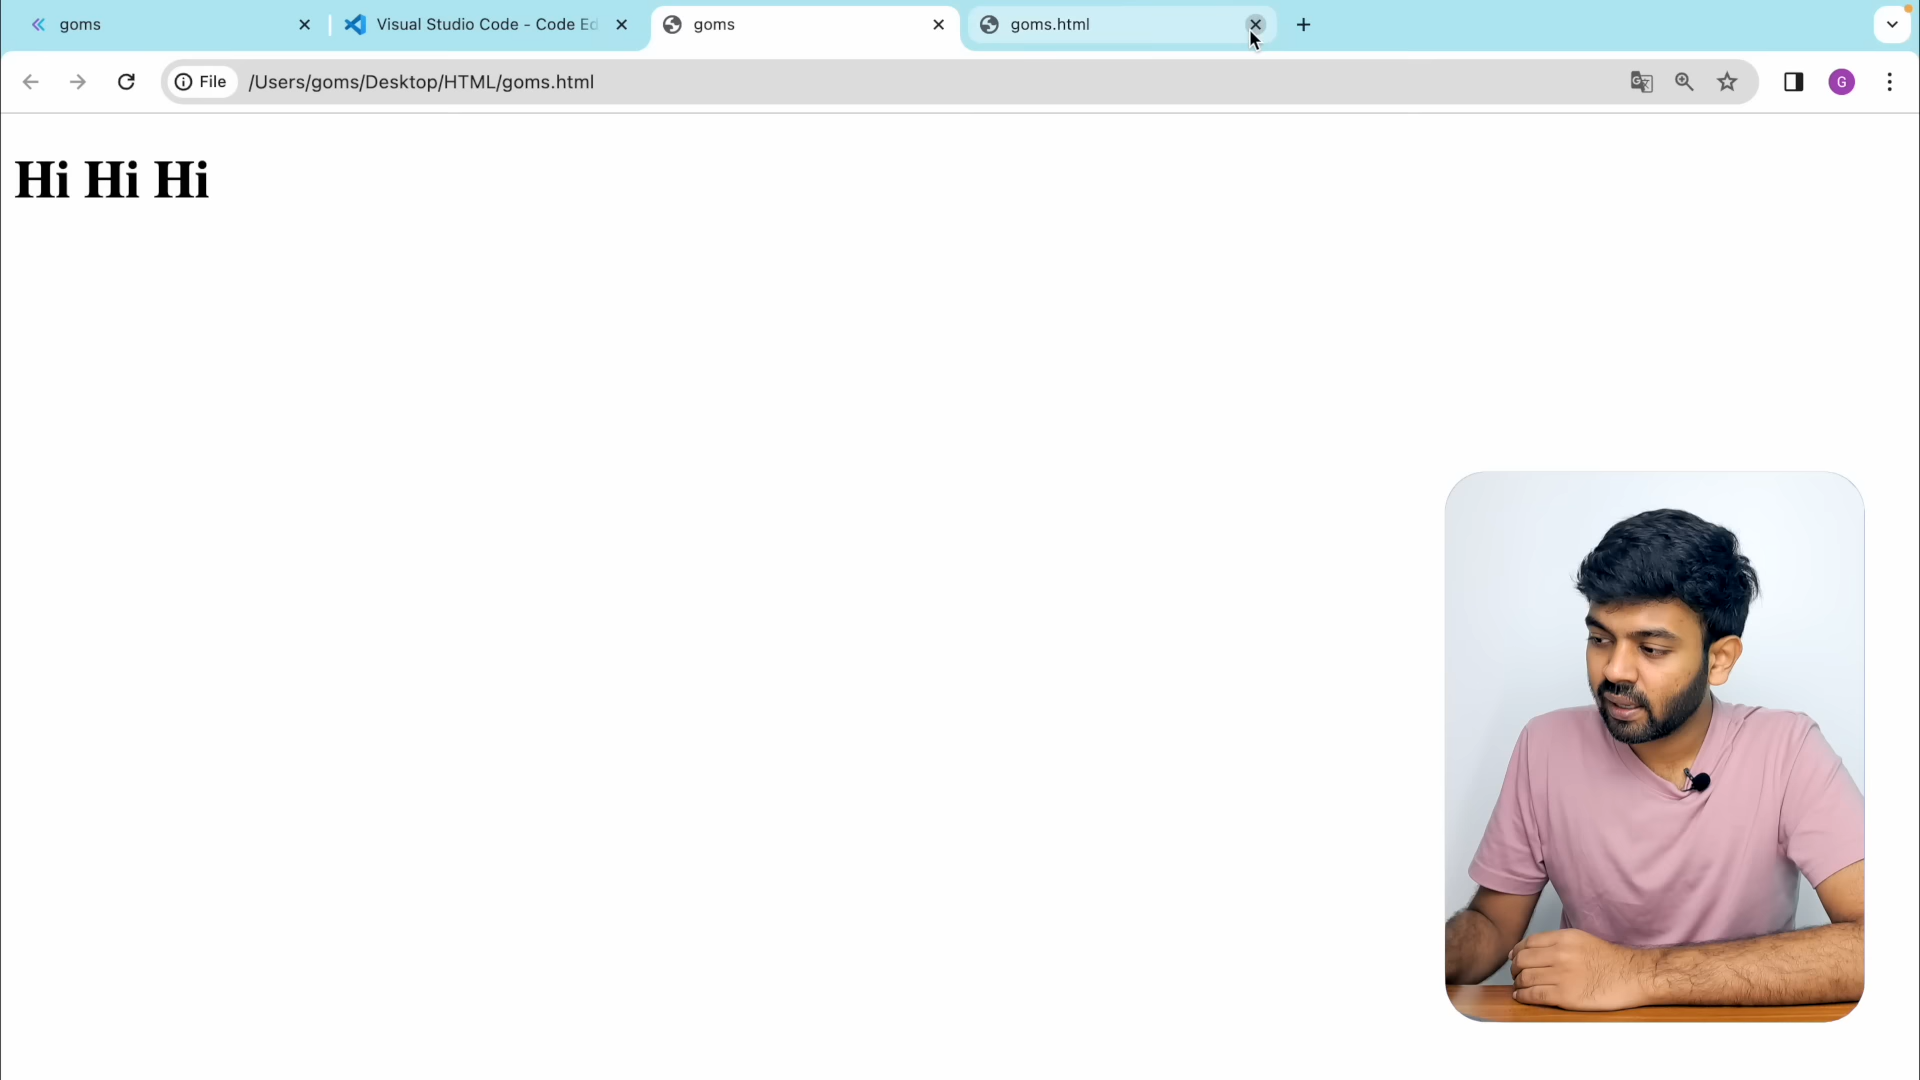 goms
Visual Studio Code - Code Ed
goms
goms.html
File
/Users/goms/Desktop/HTML/goms.html
G
Hi Hi Hi